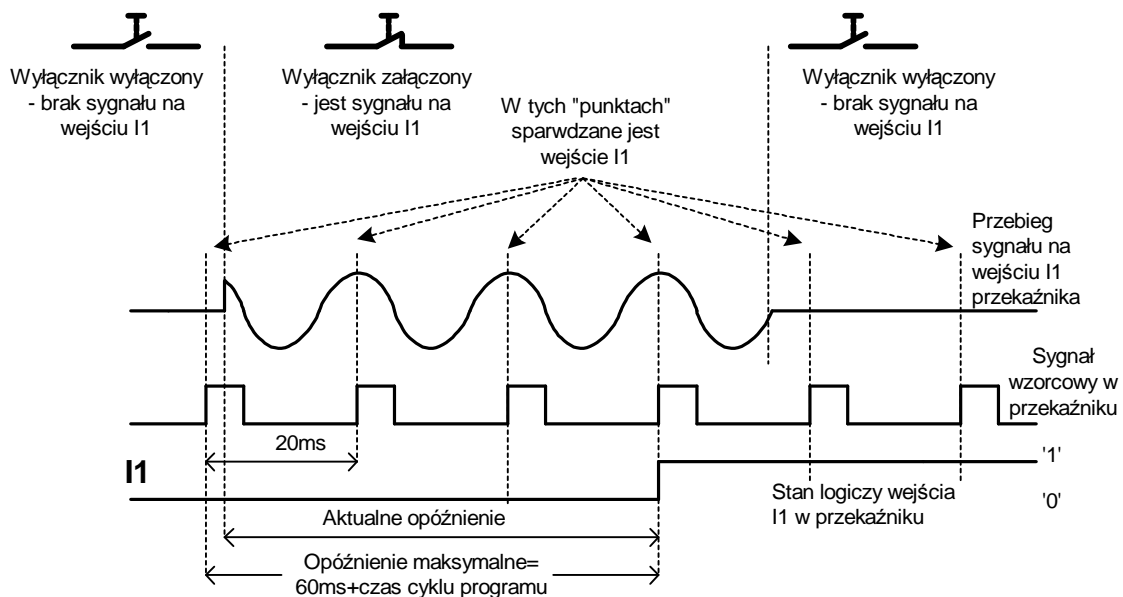 Wyłącznik wyłączony
- brak sygnału na
wejściu I1
Wyłącznik załączony
- jest sygnału na
wejściu I1
W tych "punktach"
sparwdzane jest
wejście I1
Wyłącznik wyłączony
- brak sygnału na
wejściu I1
Przebieg
sygnału na
wejściu I1
przekaźnika
Sygnał
wzorcowy w
przekaźniku
20ms
I1
'1'
'0'
Stan logiczy wejścia
I1 w przekaźniku
Aktualne opóźnienie
Opóźnienie maksymalne=
60ms+czas cyklu programu